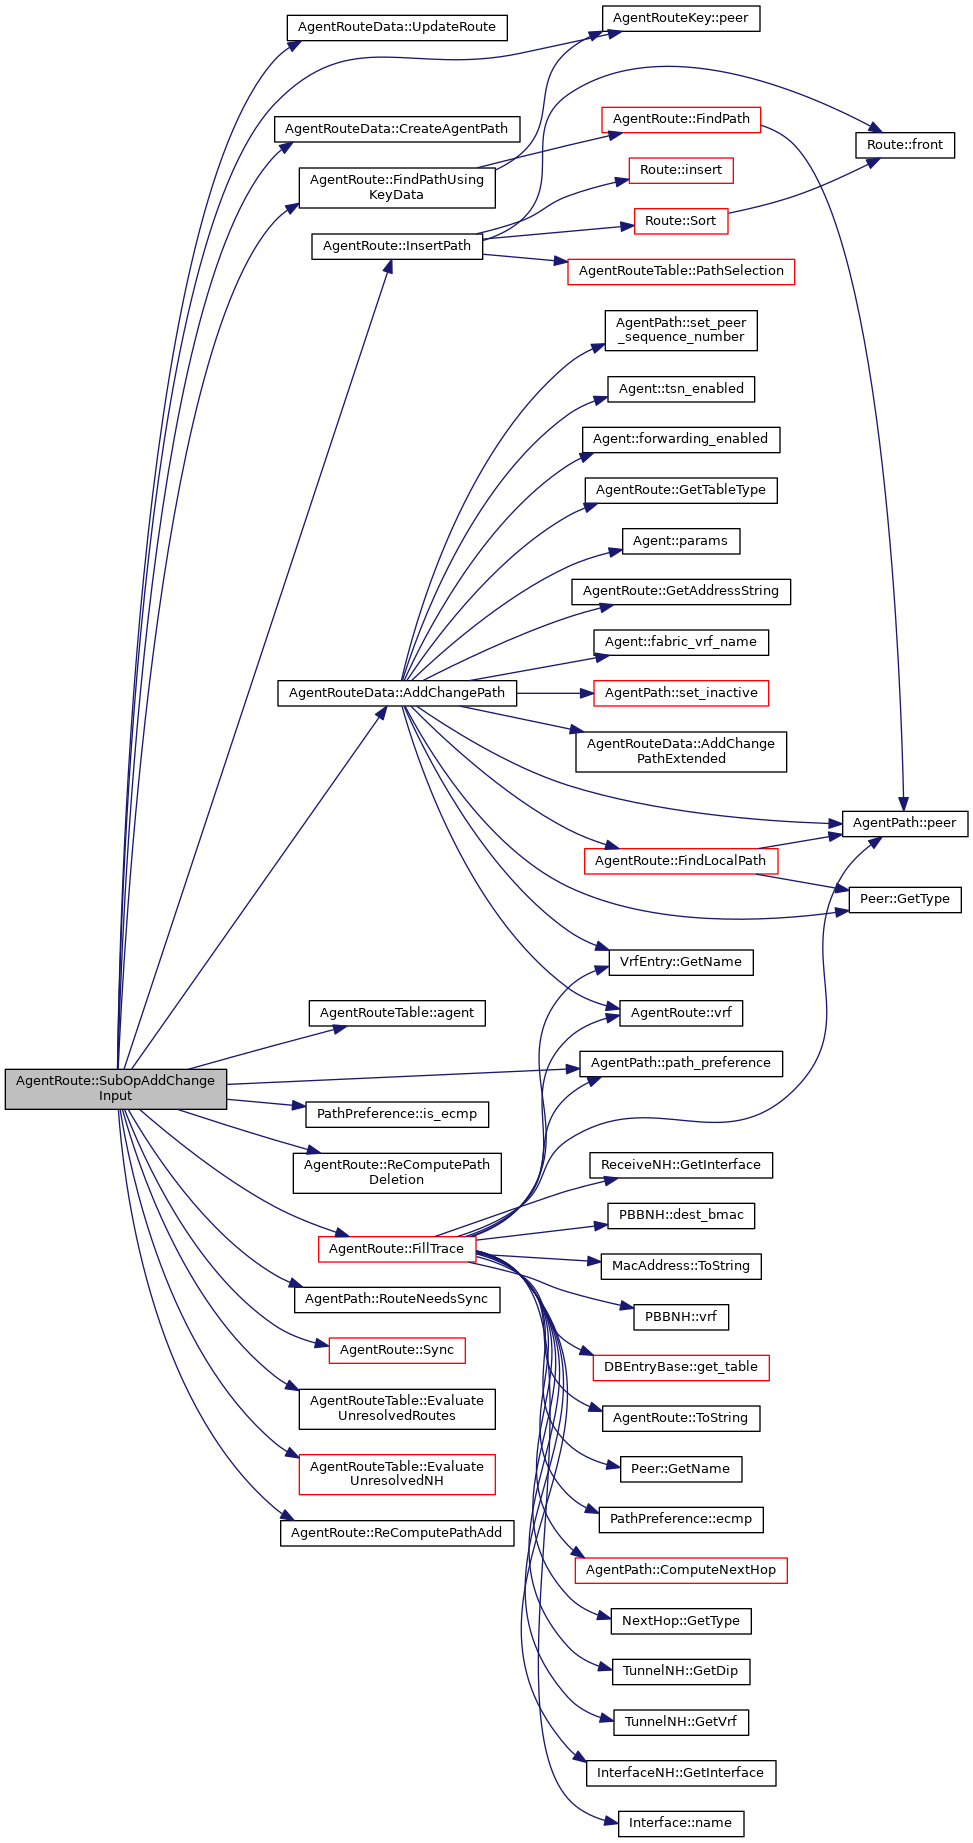 AgentRouteKey::peer
AgentRouteData::UpdateRoute
AgentRoute::FindPath
AgentRouteData::CreateAgentPath
Route::front
Route::insert
AgentRoute::FindPathUsing
KeyData
Route::Sort
AgentRoute::InsertPath
AgentRouteTable::PathSelection
AgentPath::set_peer
_sequence_number
Agent::tsn_enabled
Agent::forwarding_enabled
AgentRoute::GetTableType
Agent::params
AgentRoute::GetAddressString
Agent::fabric_vrf_name
AgentRouteData::AddChangePath
AgentPath::set_inactive
AgentRouteData::AddChange
PathExtended
AgentPath::peer
AgentRoute::FindLocalPath
Peer::GetType
VrfEntry::GetName
AgentRouteTable::agent
AgentRoute::vrf
AgentPath::path_preference
AgentRoute::SubOpAddChange
Input
PathPreference::is_ecmp
AgentRoute::ReComputePath
Deletion
ReceiveNH::GetInterface
PBBNH::dest_bmac
AgentRoute::FillTrace
MacAddress::ToString
AgentPath::RouteNeedsSync
PBBNH::vrf
AgentRoute::Sync
DBEntryBase::get_table
AgentRouteTable::Evaluate
UnresolvedRoutes
AgentRoute::ToString
AgentRouteTable::Evaluate
UnresolvedNH
Peer::GetName
PathPreference::ecmp
AgentRoute::ReComputePathAdd
AgentPath::ComputeNextHop
NextHop::GetType
TunnelNH::GetDip
TunnelNH::GetVrf
InterfaceNH::GetInterface
Interface::name